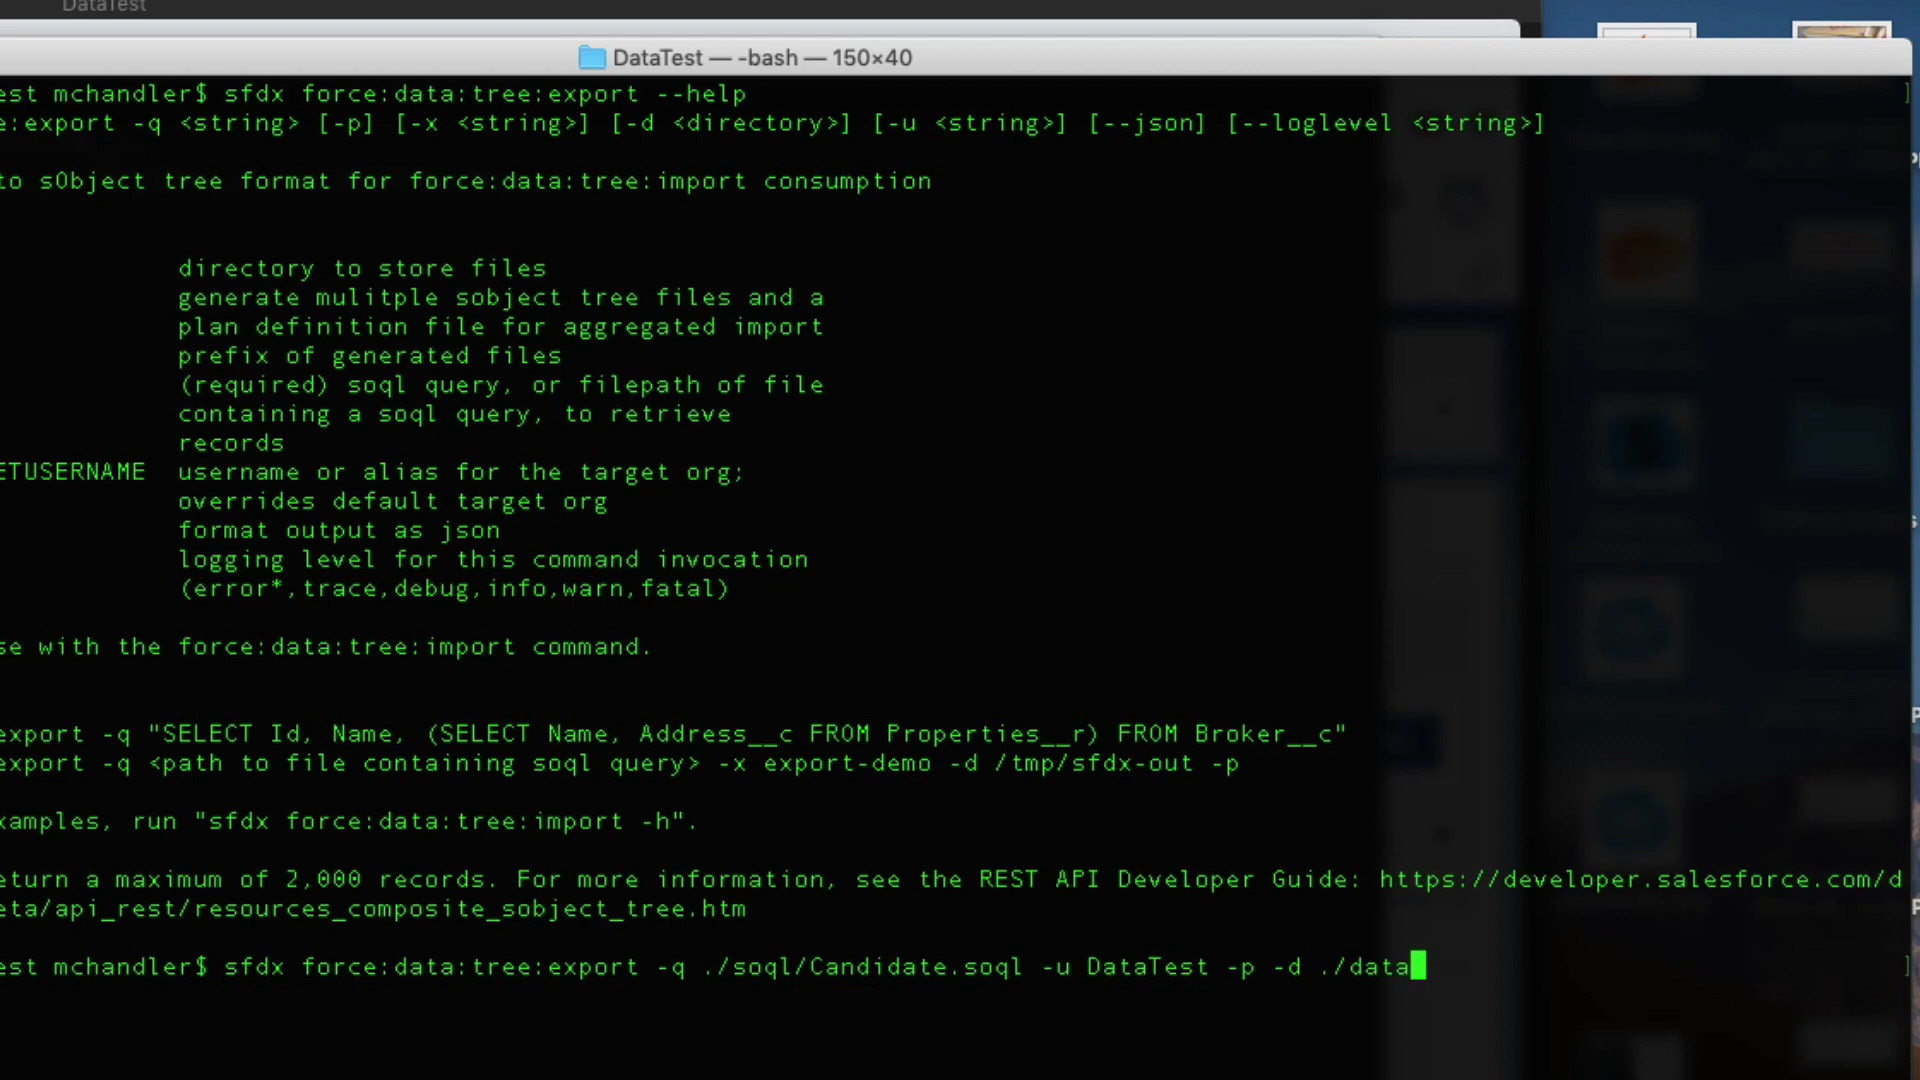 DataTest
DataTest — -bash — 150×40
est mchandler$ sfdx force:data:tree:export --help
e:export -q <string> [-p] [-x <string>] [-d <directory>] [-u <string>] [--json] [--loglevel <string>]
to sObject tree format for force:data:tree:import consumption
directory to store files
generate mulitple sobject tree files and a
plan definition file for aggregated import
prefix of generated files
(required) soql query, or filepath of file
containing a soql query, to retrieve
records
ETUSERNAME username or alias for the target org;
overrides default target org
format output as json
logging level for this command invocation
(error*,trace,debug,info,warn,fatal)
se with the force:data:tree:import command.
export -q "SELECT Id, Name, (SELECT Name, Address__c FROM Properties__r) FROM Broker__c"
export -q <path to file containing soql query> -x export-demo -d /tmp/sfdx-out -p
xamples, run "sfdx force:data:tree:import -h".
eturn a maximum of 2,000 records. For more information, see the REST API Developer Guide: https://developer.salesforce.com/d
eta/api_rest/resources_composite_sobject_tree.htm
est mchandler$ sfdx force:data:tree:export -q ./soql/Candidate.soql -u DataTest -p -d ./data